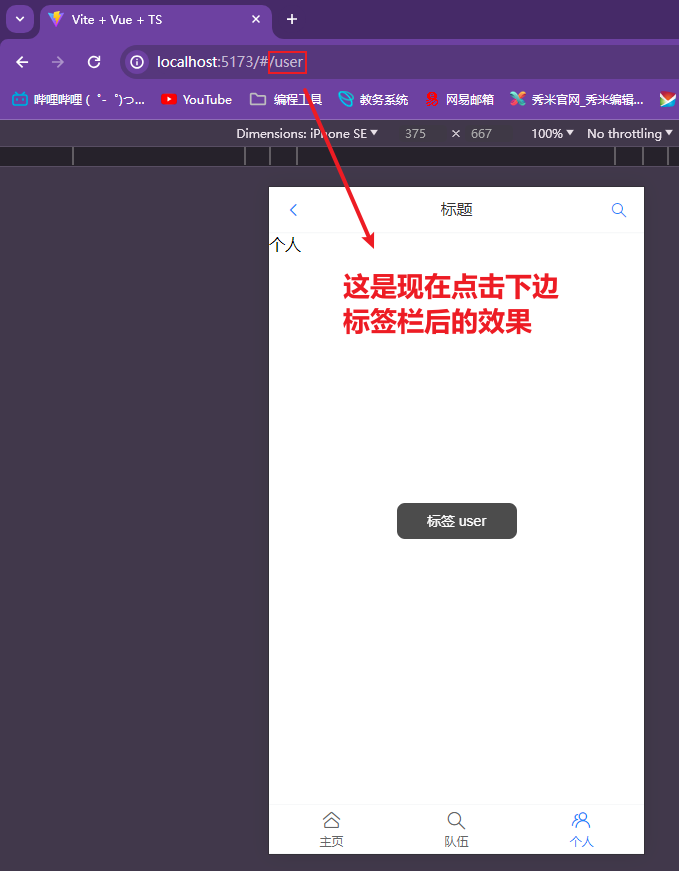 Vite + Vue + TS
localhost:5173/#/user
哔哩哔哩 (゜-゜)つ... YouTube 编程工具 教务系统 网易邮箱 秀米官网_秀米编辑...
Dimensions: iPhone SE 375 × 667 100% No throttling
标题
个人
这是现在点击下边
标签栏后的效果
标签 user
主页 队伍 个人